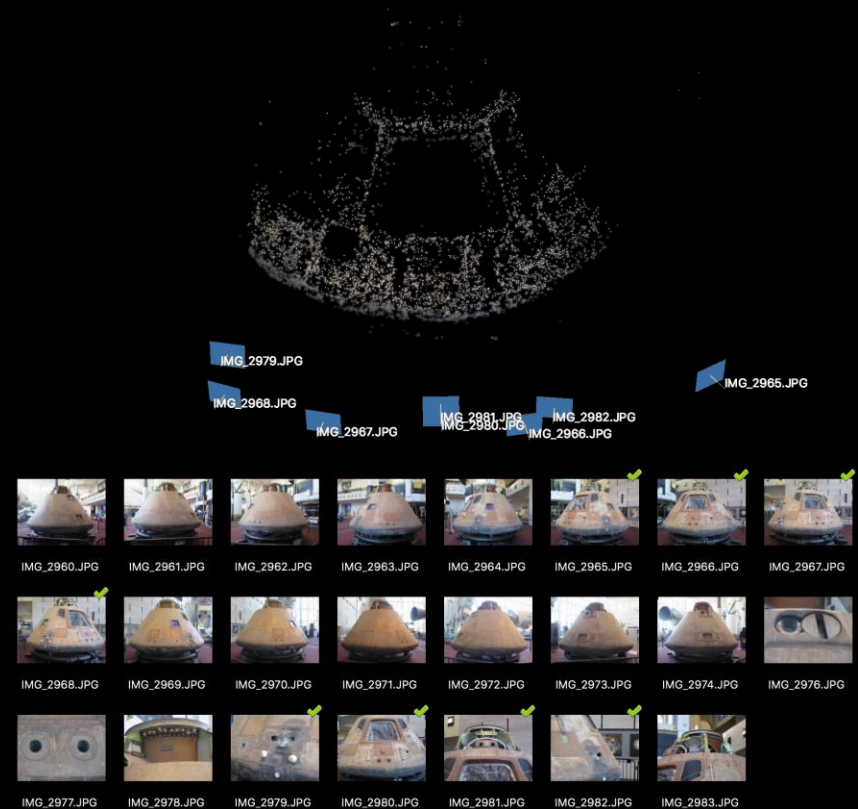 IMG_2979.JPG
IMG_2965.JPG
IMG_2968.JPG
IMG_2981.JPG
IMG_2982.JPG
IMG_2980.JPG
IMG_2967.JPG
IMG_2966.JPG
IMG_2960.JPG IMG_2961.JPG IMG_2962.JPG IMG_2963.JPG IMG_2964.JPG IMG_2965.JPG IMG_2966.JPG IMG_2967.JPG
IMG_2968.JPG IMG_2969.JPG IMG_2970.JPG IMG_2971.JPG IMG_2972.JPG IMG_2973.JPG IMG_2974.JPG IMG_2976.JPG
IMG_2977.JPG IMG_2978.JPG IMG_2979.JPG IMG_2980.JPG IMG_2981.JPG IMG_2982.JPG IMG_2983.JPG